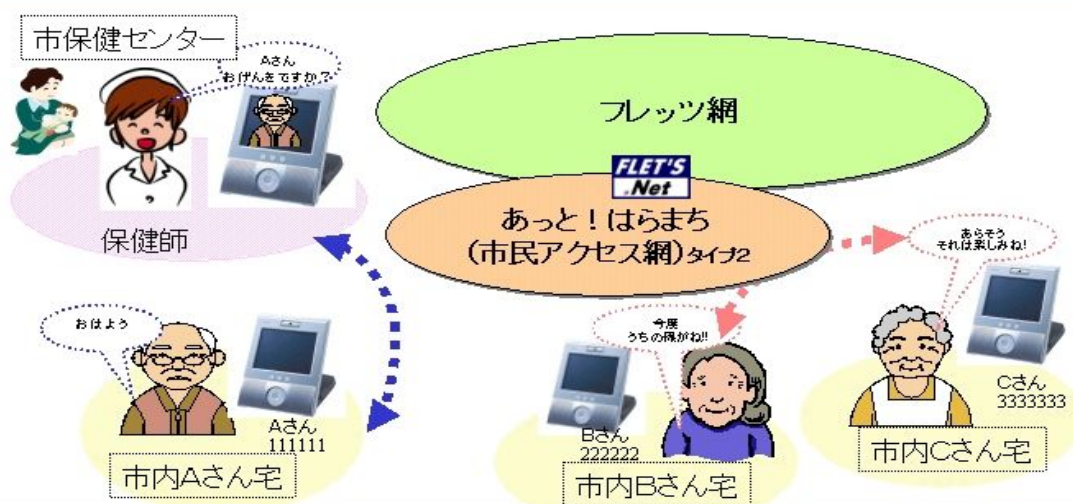 市保健センター
Aさん
おげんきですか？
フレッツ網
FLET'S
.Net
あっと！はらまち
(市民アクセス網)タイプ2
保健師
あらそう
それは楽しみね!
おはよう
今度
うちの孫がね!!
Aさん
111111
Bさん
222222
Cさん
3333333
市内Aさん宅
市内Bさん宅
市内Cさん宅